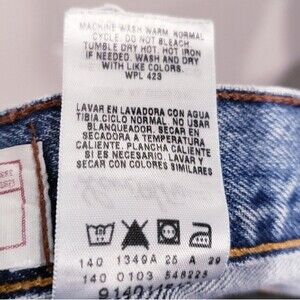 MACHINE WASH WARM, NORMAL
CYCLE. DO NOT BLEACH.
TUMBLE DRY HOT. HOT IRON
IF NEEDED. WASH AND DRY
WITH LIKE COLORS.
WPL 423
LAVAR EN LAVADORA CON AGUA
TIBIA.CICLO NORMAL. NO USAR
BLANQUEADOR. SECAR EN
SECADORA A TEMPERATURA
CALIENTE. PLANCHA CALIENTE
SI ES NECESARIO. LAVAR Y
SECAR CON COLORES SIMILARES
140 1349A 25 A 29
140 0103 549225